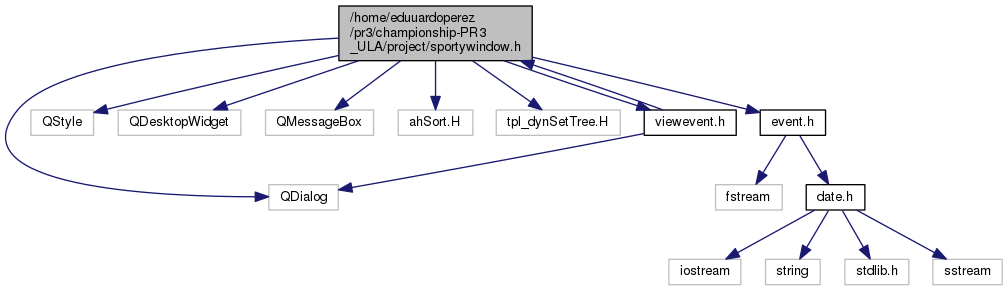 /home/eduuardoperez
/pr3/championship-PR3
_ULA/project/sportywindow.h
QStyle
QDesktopWidget
QMessageBox
ahSort.H
tpl_dynSetTree.H
viewevent.h
event.h
QDialog
fstream
date.h
iostream
string
stdlib.h
sstream